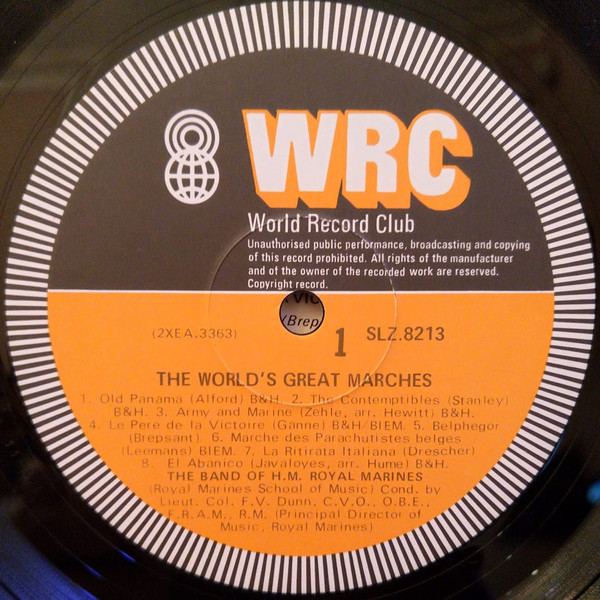 WRC
World Record Club
Unauthorised public performance, broadcasting and copying
of this record prohibited. All rights of the manufacturer
and of the owner of the recorded work are reserved.
Copyright record.
(Brep
(2XEA.3363)
1
SLZ.8213
THE WORLD'S GREAT MARCHES
1. Old Panama (Alford) B&H. 2. The Contemptibles (Stanley)
B&H. 3. Army and Marine (Zehle, arr. Hewitt) B&H.
4. Le Pere de la Victoire (Ganne) B&H/BIEM. 5. Belphegor
(Brepsant) 6. Marche des Parachutistes belges
(Leemans) BIEM. 7. La Ritirata Italiana (Drescher)
8. El Abanico (Javaloyes, arr. Hume) B&H.
THE BAND OF H.M. ROYAL MARINES
(Royal Marines School of Music) Cond. by
Lieut. Col. F.V. Dunn, C.V.O., O.B.E.,
F.R.A.M., R.M. (Principal Director of
Music, Royal Marines)